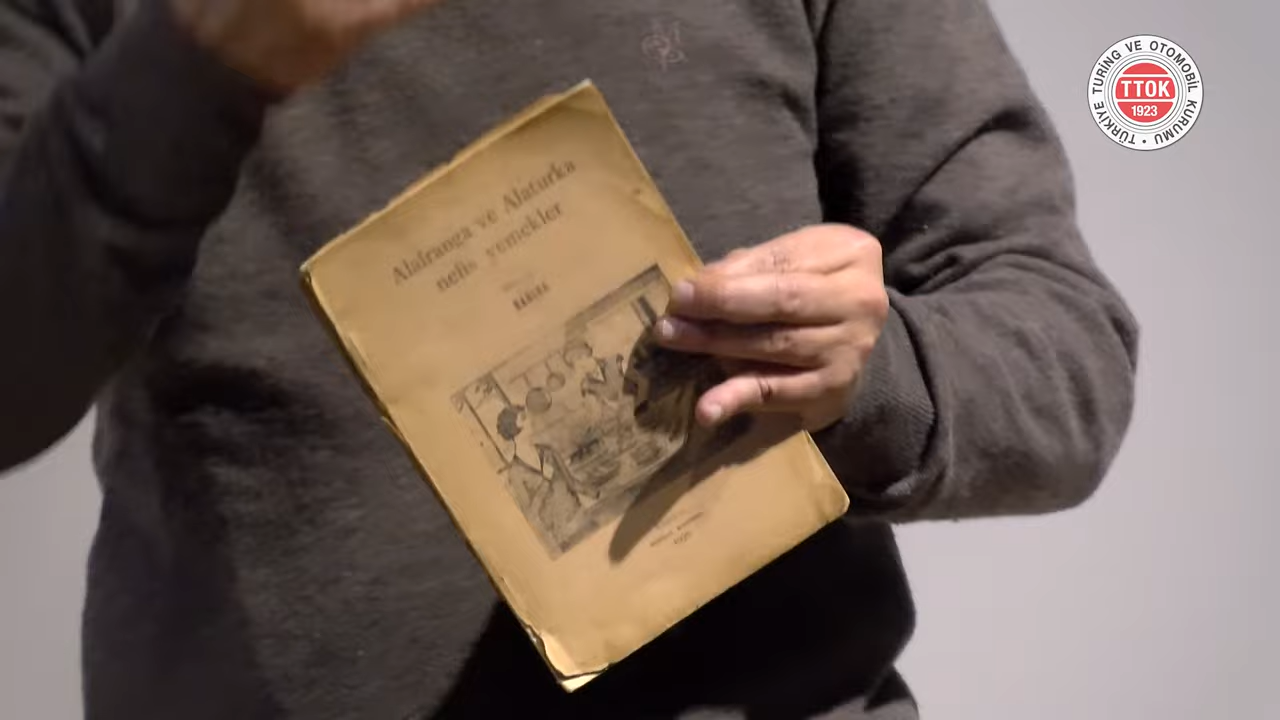 Alafranga ve Alaturka
nefis yemekler
TÜRKİYE TURİNG VE OTOMOBİL KURUMU
TTOK
1923